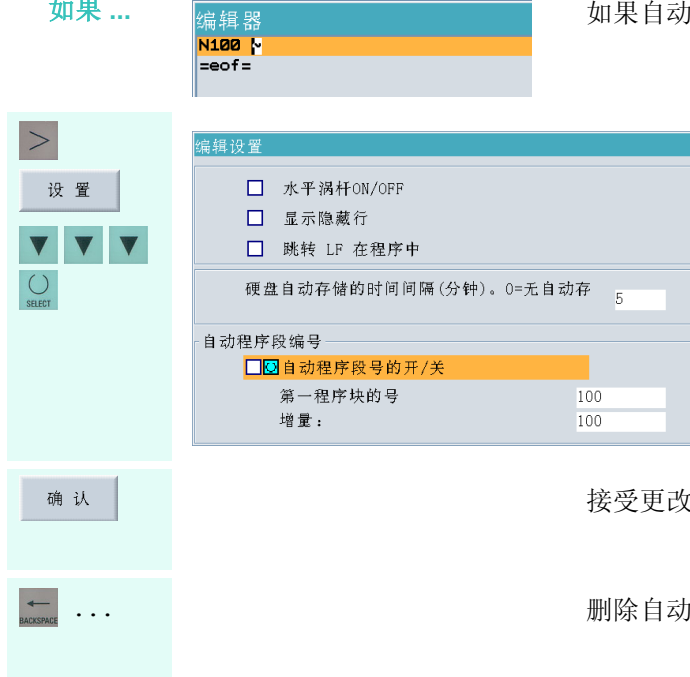 如果 ...
编辑器
如果自动
N100
=eof=
>
编辑设置
设 置
水平涡杆ON/OFF
显示隐藏行
跳转 LF 在程序中
SELECT
硬盘自动存储的时间间隔(分钟)。0=无自动存
5
自动程序段编号
自动程序段号的开/关
第一程序块的号
100
增量：
100
确 认
接受更改
BACKSPACE
...
删除自动